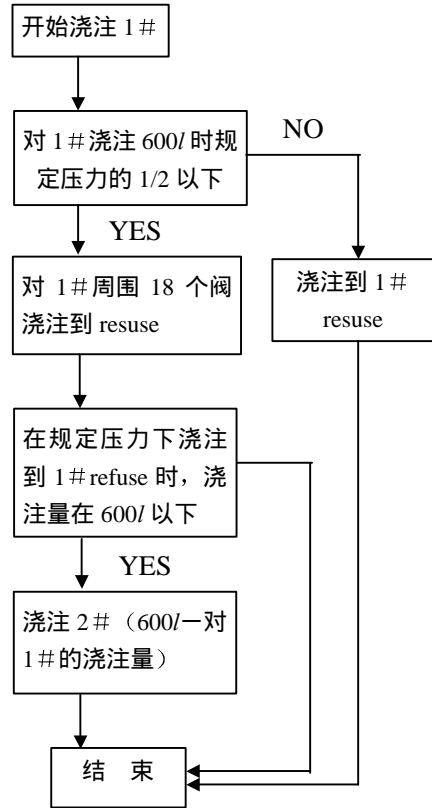 开始浇注 1＃
对 1＃浇注 600l 时规
定压力的 1/2 以下
NO
YES
对 1＃周围 18 个阀
浇注到 resuse
浇注到 1＃
resuse
在规定压力下浇注
到 1＃refuse 时，浇
注量在 600l 以下
YES
浇注 2＃（600l－对
1＃的浇注量）
结 束